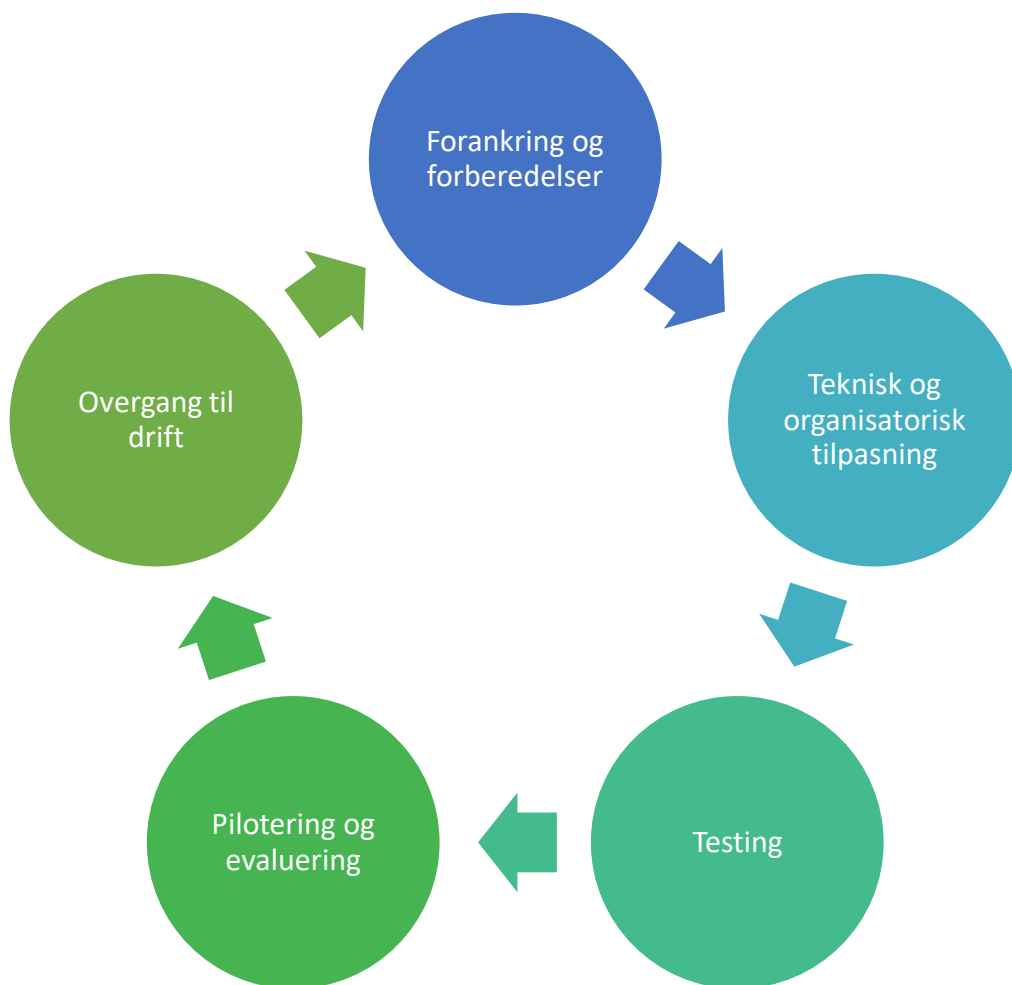 Forankring og
forberedelser
Teknisk og
organisatorisk
tilpasning
Testing
Pilotering og
evaluering
Overgang til
drift